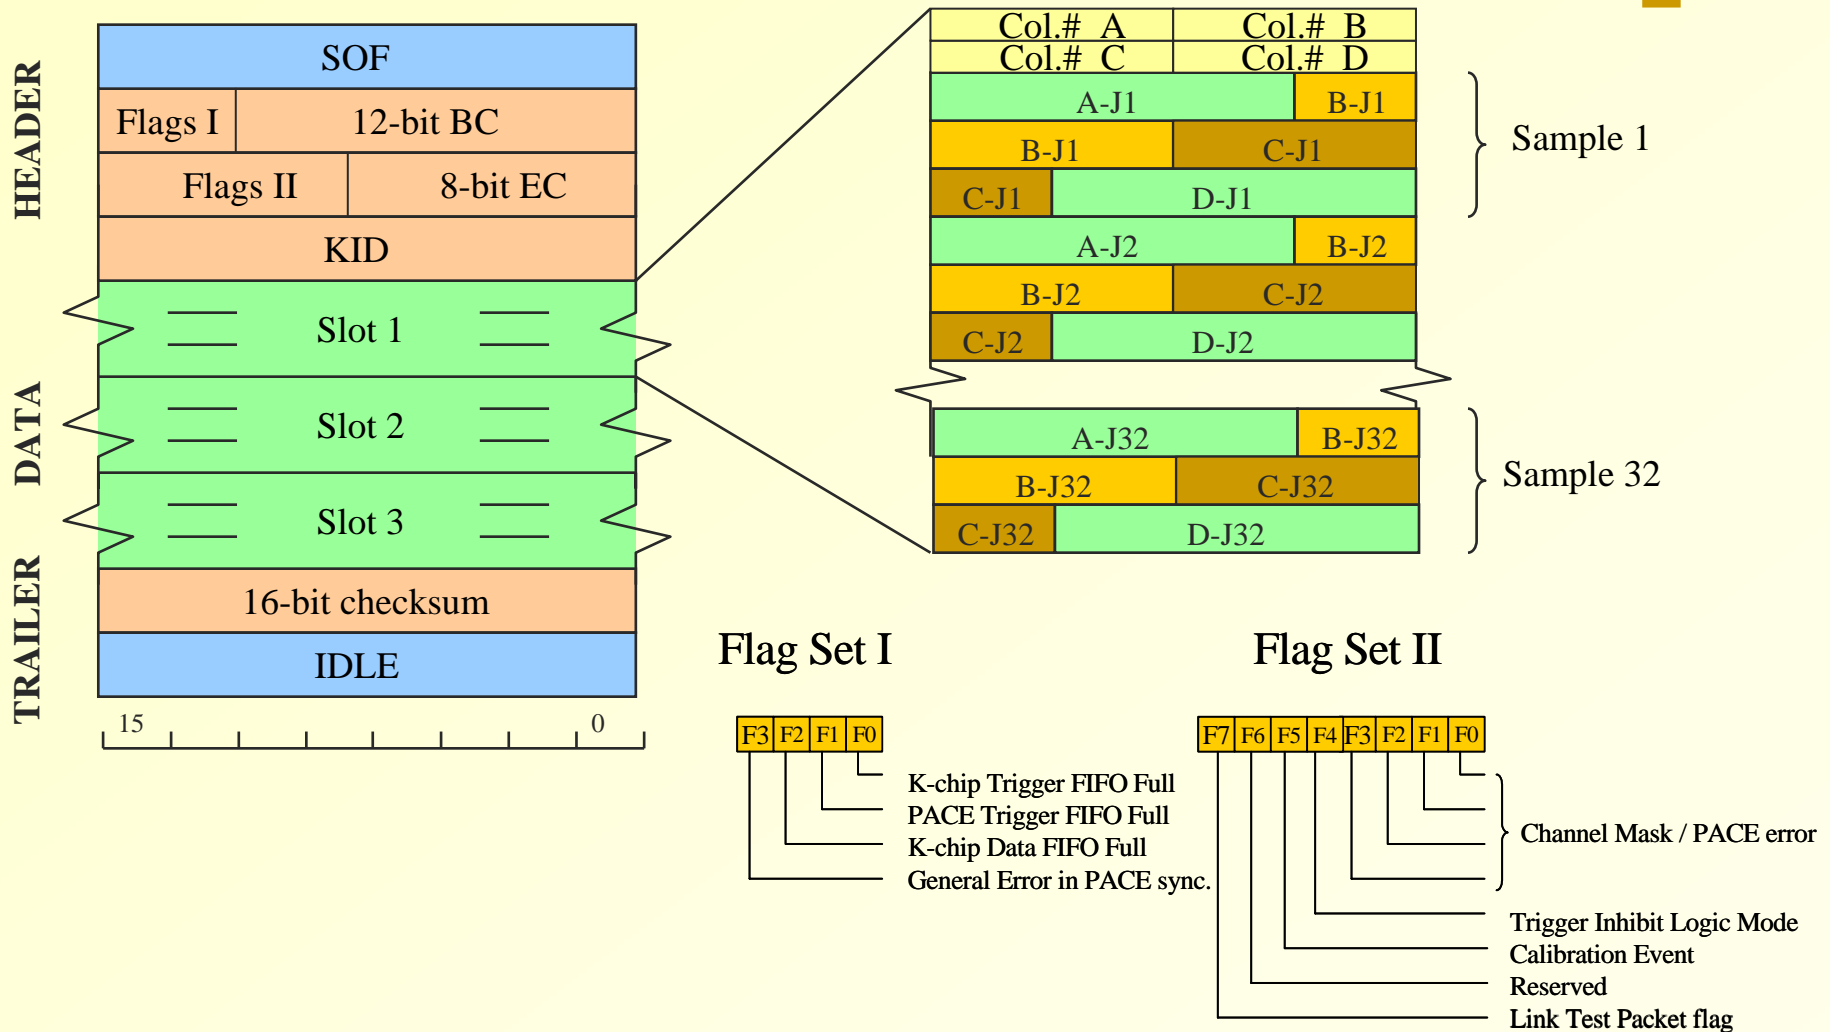 HEADER
DATA
TRAILER
SOF
Flags I 12-bit BC
Flags II 8-bit EC
KID
Slot 1
Slot 2
Slot 3
16-bit checksum
IDLE
15 0
Col.# A Col.# B
Col.# C Col.# D
A-J1 B-J1
B-J1 C-J1
C-J1 D-J1
A-J2 B-J2
B-J2 C-J2
C-J2 D-J2
A-J32 B-J32
B-J32 C-J32
C-J32 D-J32
Sample 1
Sample 32
Flag Set I
F3 F2 F1 F0
K-chip Trigger FIFO Full
PACE Trigger FIFO Full
K-chip Data FIFO Full
General Error in PACE sync.
Flag Set II
F7 F6 F5 F4 F3 F2 F1 F0
Channel Mask / PACE error
Trigger Inhibit Logic Mode
Calibration Event
Reserved
Link Test Packet flag